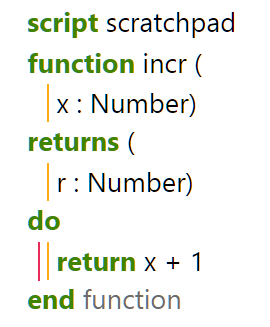 script scratchpad
function incr (
x : Number)
returns (
r : Number)
do
return x + 1
end function